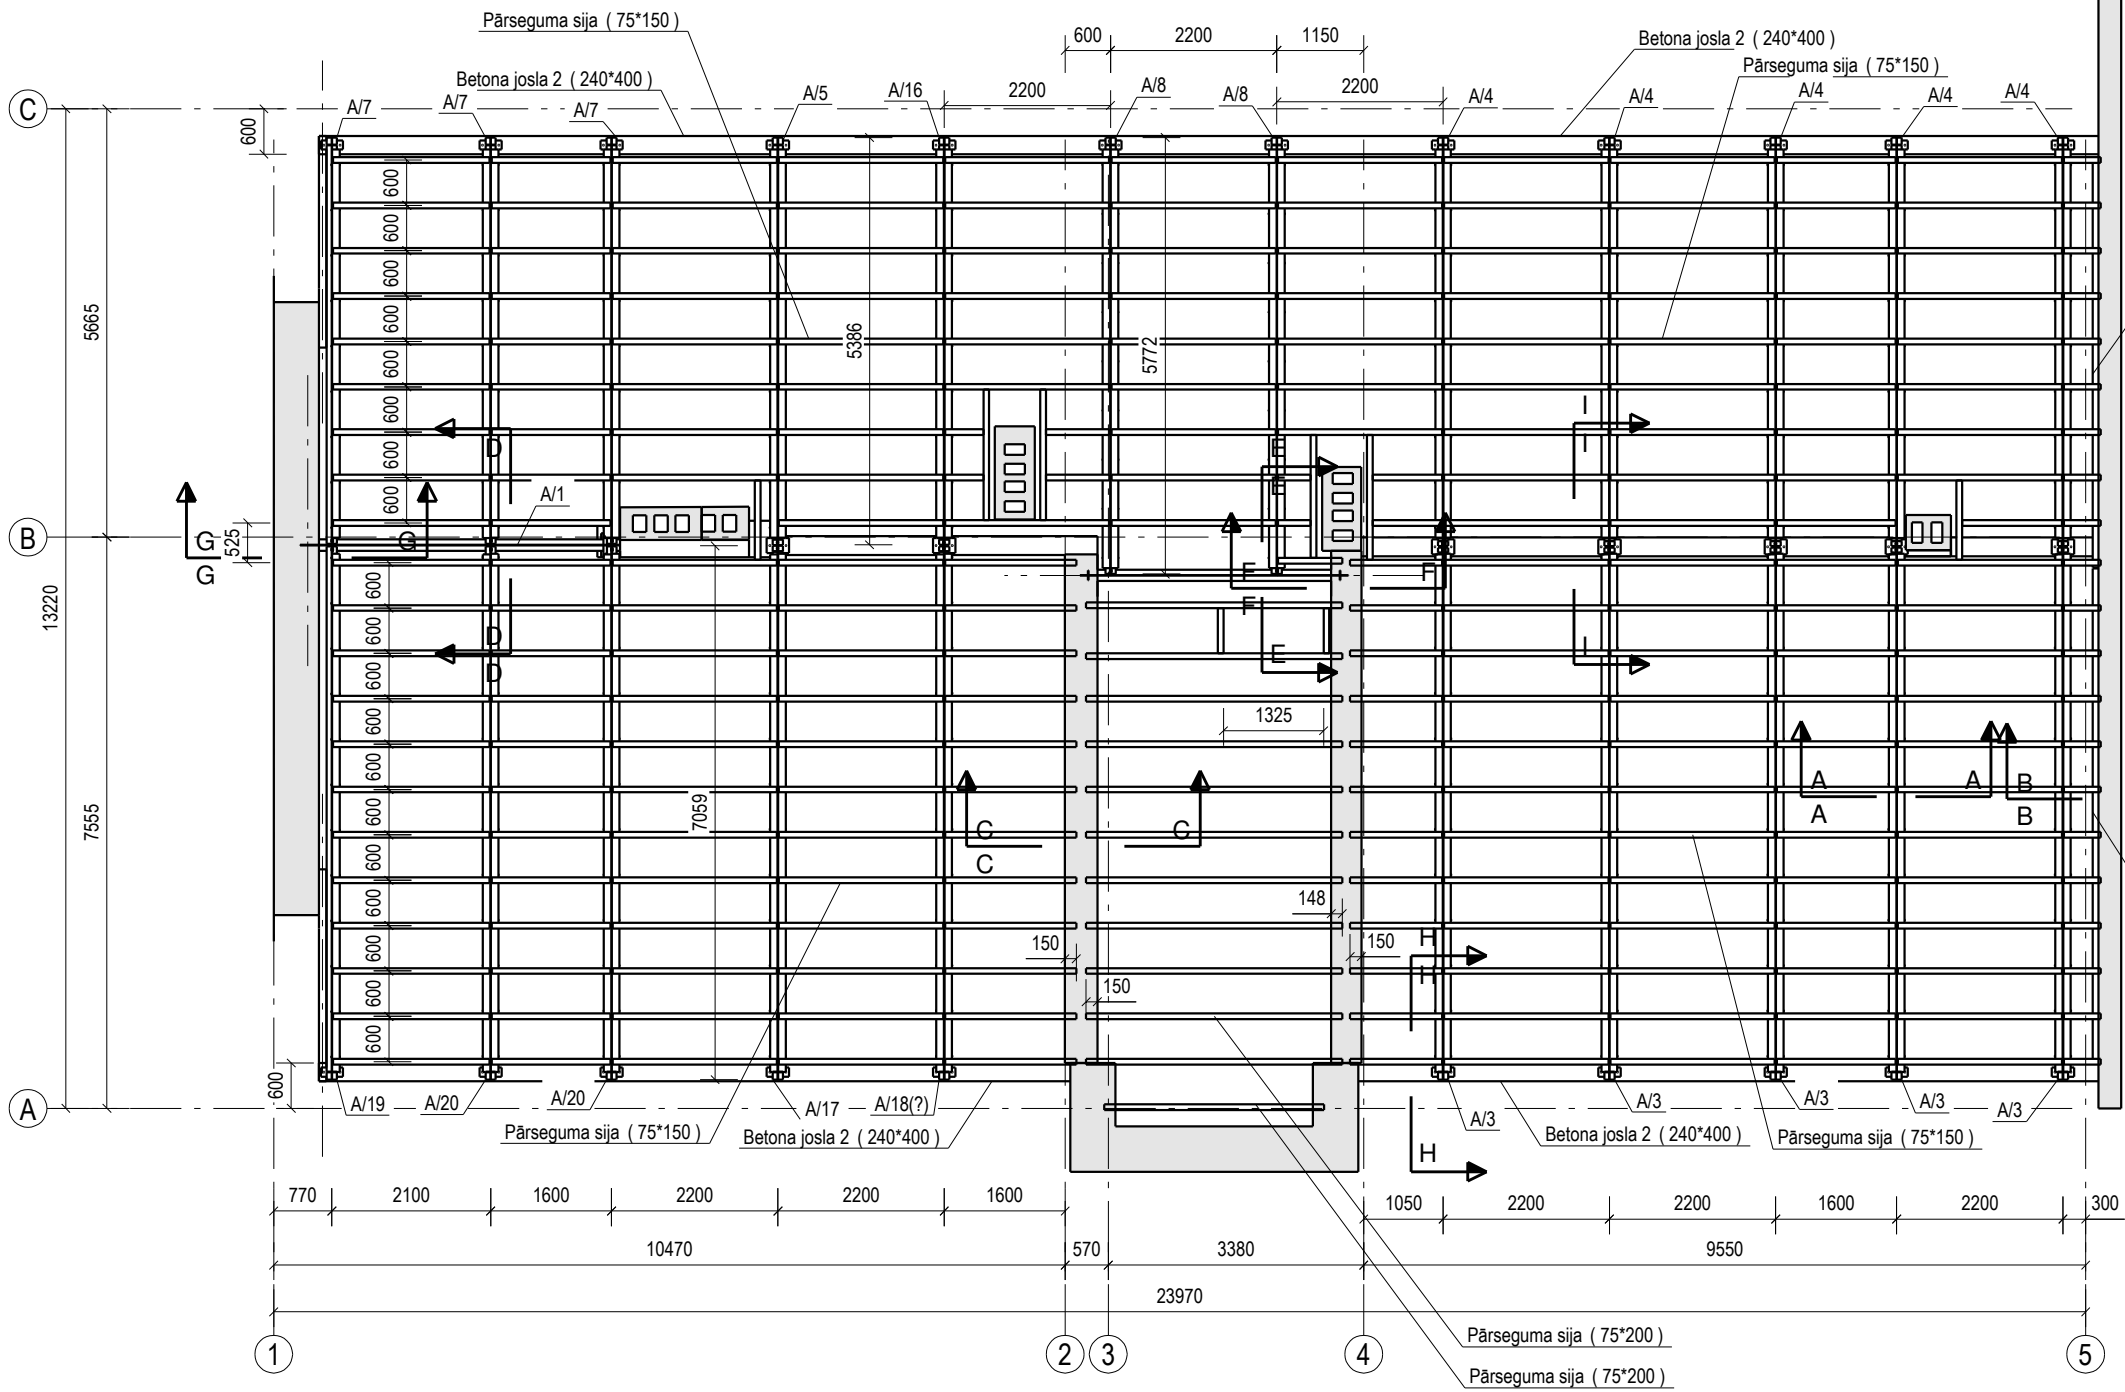 Pārseguma sija ( 75*150 )
600
2200
1150
Betona josla 2 ( 240*400 )
Pārseguma sija ( 75*150 )
Betona josla 2 ( 240*400 )
2200
2200
C
A/7
A/7
A/7
A/5
A/16
A/8
A/8
A/4
A/4
A/4
A/4
A/4
600
600
600
600
600
600
600
600
600
5665
5386
5772
13220
D
E
E
I
I
A/1
B
G
G
G
525
F
F
F
600
600
600
600
600
600
600
600
600
600
600
D
D
E
I
1325
7555
7059
A
A
A
B
B
C
C
C
148
150
150
150
H
H
H
600
A
A/19
A/20
A/20
A/17
A/18(?)
A/3
A/3
A/3
A/3
A/3
Pārseguma sija ( 75*150 )
Betona josla 2 ( 240*400 )
Betona josla 2 ( 240*400 )
Pārseguma sija ( 75*150 )
770
2100
1600
2200
2200
1600
1050
2200
2200
1600
2200
300
10470
570
3380
9550
23970
1
2
3
4
5
Pārseguma sija ( 75*200 )
Pārseguma sija ( 75*200 )